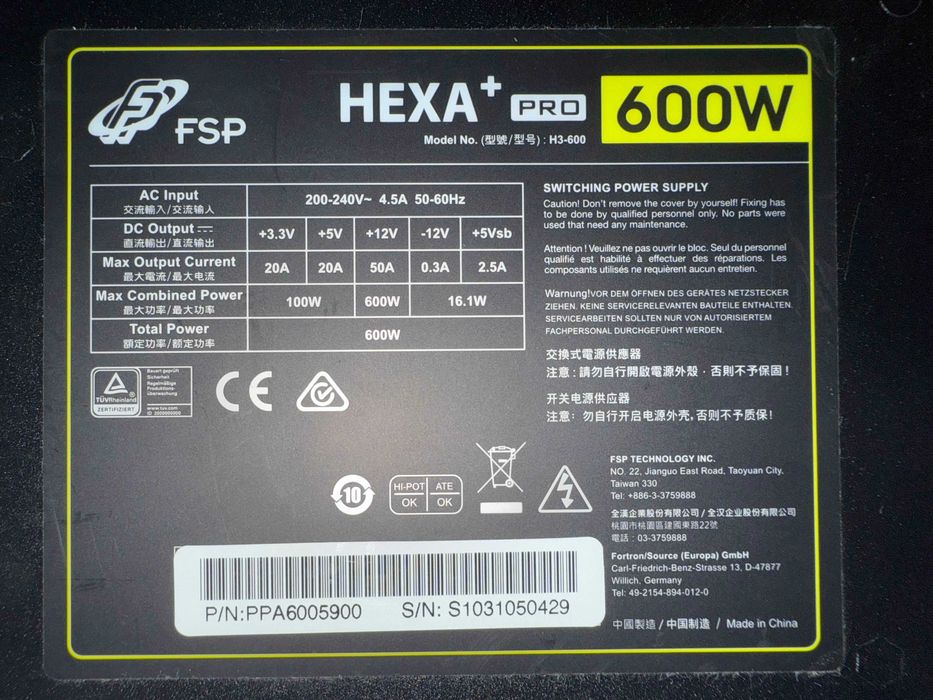 FSP
HEXA+ PRO 600W
Model No. (型號/型号) : H3-600
AC Input 200-240V~ 4.5A 50-60Hz
交流輸入/交流输入
DC Output +3.3V +5V +12V -12V +5Vsb
直流輸出/直流输出
Max Output Current 20A 20A 50A 0.3A 2.5A
最大電流/最大电流
Max Combined Power 100W 600W 16.1W
最大功率/最大功率
Total Power 600W
額定功率/额定功率
SWITCHING POWER SUPPLY
Caution! Don't remove the cover by yourself! Fixing has
to be done by qualified personnel only. No parts were
used that need any maintenance.
Attention ! Veuillez ne pas ouvrir le bloc. Seul du personnel
qualifié est habilité à effectuer des réparations. Les
composants utilisés ne requièrent aucun entretien.
Warnung!VOR DEM ÖFFNEN DES GERÄTES NETZSTECKER
ZIEHEN. KEINE SERVICERELEVANTEN BAUTEILE ENTHALTEN.
SERVICEARBEITEN SOLLTEN NUR VON AUTORISIERTEM
FACHPERSONAL DURCHGEFÜHRT WERDEN.
交換式電源供應器
注意 : 請勿自行開啟電源外殼，否則不予保固 !
开关电源供应器
注意: 勿自行开启电源外壳, 否则不予质保!
TÜVRheinland
ZERTIFIZIERT
Bauart geprüft
Sicherheit
Regelmäßige
Produktions-
überwachung
www.tuv.com
ID 2000000000
CE
10
HI-POT ATE
OK OK
FSP TECHNOLOGY INC.
NO. 22, Jianguo East Road, Taoyuan City.
Taiwan 330
Tel: +886-3-3759888
全漢企業股份有限公司 / 全汉企业股份有限公司
桃園市桃園區建國東路22號
電話 : 03-3759888
Fortron/Source (Europa) GmbH
Carl-Friedrich-Benz-Strasse 13, D-47877
Willich, Germany
Tel: 49-2154-894-012-0
P/N:PPA6005900 S/N: S1031050429
中國製造 / 中国制造 / Made in China